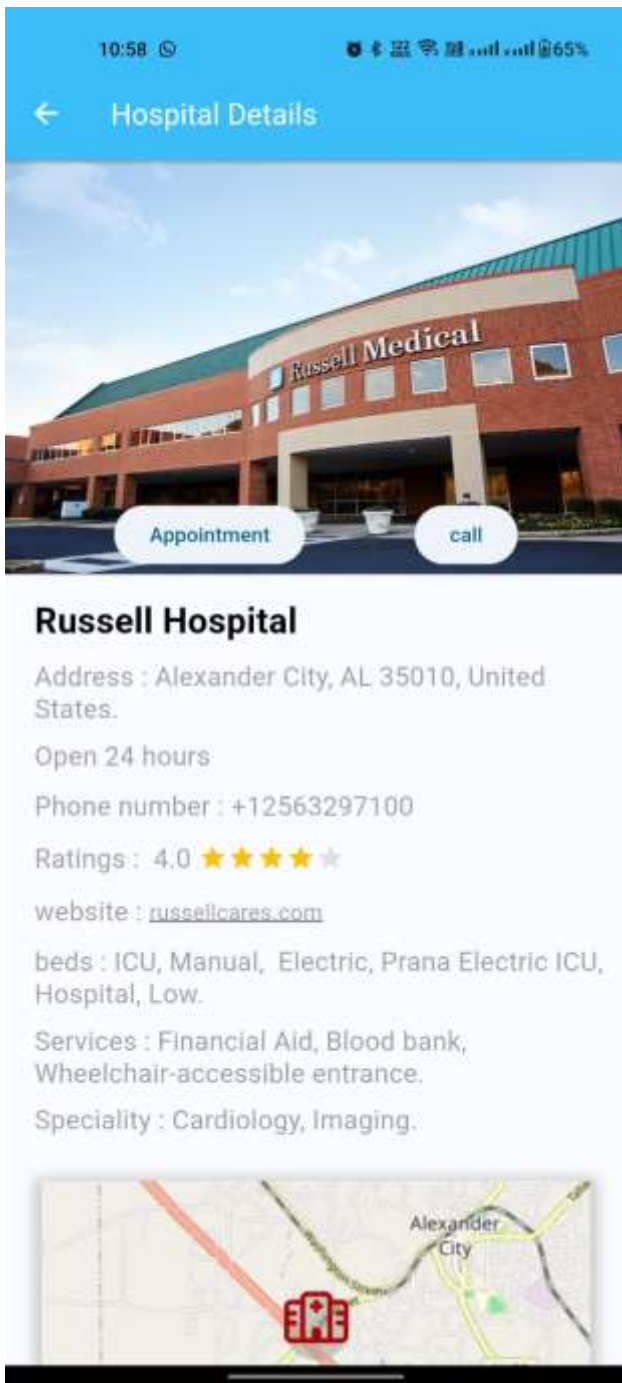 10:58
65%
Hospital Details
Russell Medical
Appointment
call
Russell Hospital
Address : Alexander City, AL 35010, United
States.
Open 24 hours
Phone number : +12563297100
Ratings : 4.0
website : russellcares.com
beds : ICU, Manual, Electric, Prana Electric ICU,
Hospital, Low.
Services : Financial Aid, Blood bank,
Wheelchair-accessible entrance.
Speciality : Cardiology, Imaging.
Alexander
City